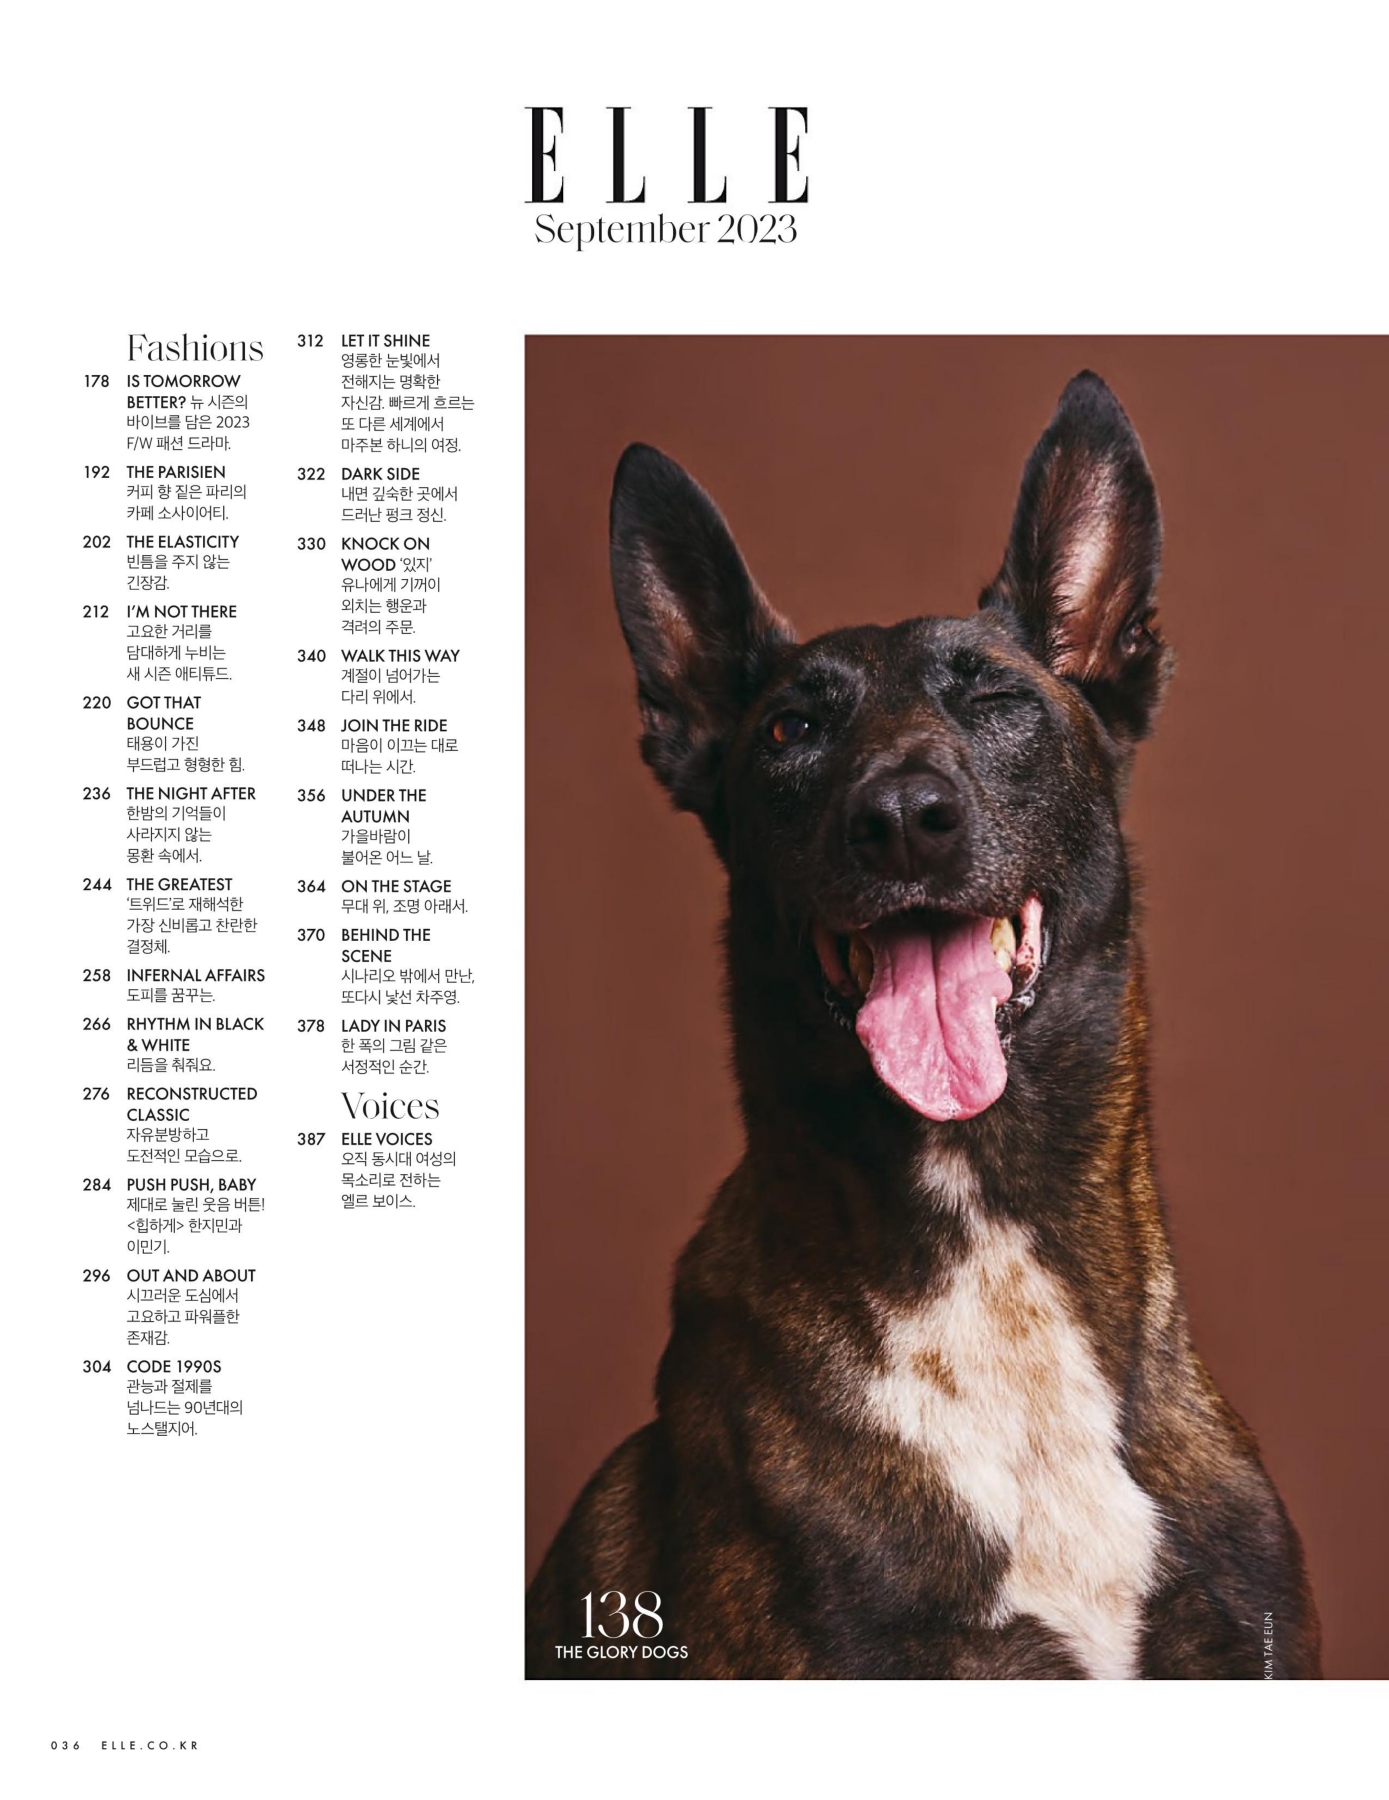 ELLE
September 2023
Fashions
178 IS TOMORROW
BETTER? 뉴 시즌의
바이브를 담은 2023
F/W 패션 드라마.
192 THE PARISIEN
커피 향 짙은 파리의
카페 소사이어티.
202 THE ELASTICITY
빈틈을 주지 않는
긴장감.
212 I'M NOT THERE
고요한 거리를
담대하게 누비는
새 시즌 애티튜드.
220 GOT THAT
BOUNCE
태용이 가진
부드럽고 형형한 힘.
236 THE NIGHT AFTER
한밤의 기억들이
사라지지 않는
몽환 속에서.
244 THE GREATEST
‘트위드’로 재해석한
가장 신비롭고 찬란한
결정체.
258 INFERNAL AFFAIRS
도피를 꿈꾸는.
266 RHYTHM IN BLACK
& WHITE
리듬을 춰줘요.
276 RECONSTRUCTED
CLASSIC
자유분방하고
도전적인 모습으로.
284 PUSH PUSH, BABY
제대로 눌린 웃음 버튼!
<힙하게> 한지민과
이민기.
296 OUT AND ABOUT
시끄러운 도심에서
고요하고 파워플한
존재감.
304 CODE 1990S
관능과 절제를
넘나드는 90년대의
노스탤지어.
312 LET IT SHINE
영롱한 눈빛에서
전해지는 명확한
자신감. 빠르게 흐르는
또 다른 세계에서
마주본 하니의 여정.
322 DARK SIDE
내면 깊숙한 곳에서
드러난 펑크 정신.
330 KNOCK ON
WOOD ‘있지’
유나에게 기꺼이
외치는 행운과
격려의 주문.
340 WALK THIS WAY
계절이 넘어가는
다리 위에서.
348 JOIN THE RIDE
마음이 이끄는 대로
떠나는 시간.
356 UNDER THE
AUTUMN
가을바람이
불어온 어느 날.
364 ON THE STAGE
무대 위, 조명 아래서.
370 BEHIND THE
SCENE
시나리오 밖에서 만난,
또다시 낯선 차주영.
378 LADY IN PARIS
한 폭의 그림 같은
서정적인 순간.
Voices
387 ELLE VOICES
오직 동시대 여성의
목소리로 전하는
엘르 보이스.
138
THE GLORY DOGS
KIM TAE EUN
036 ELLE.CO.KR